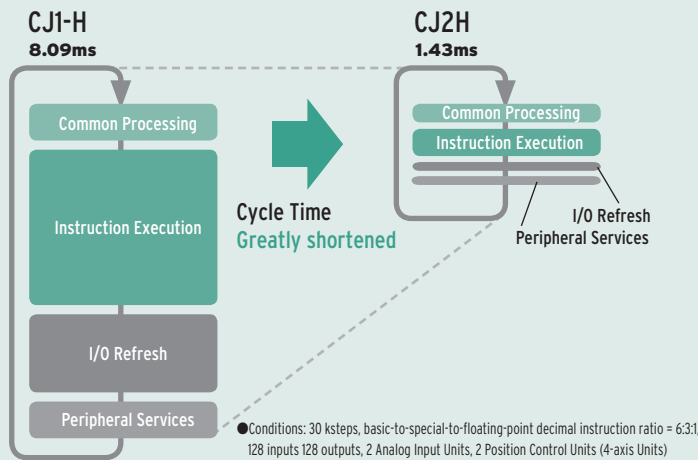 CJ1-H
8.09ms
Common Processing
Instruction Execution
I/O Refresh
Peripheral Services
Cycle Time
Greatly shortened
CJ2H
1.43ms
Common Processing
Instruction Execution
I/O Refresh
Peripheral Services
●Conditions: 30 ksteps, basic-to-special-to-floating-point decimal instruction ratio = 6:3:1,
128 inputs 128 outputs, 2 Analog Input Units, 2 Position Control Units (4-axis Units)